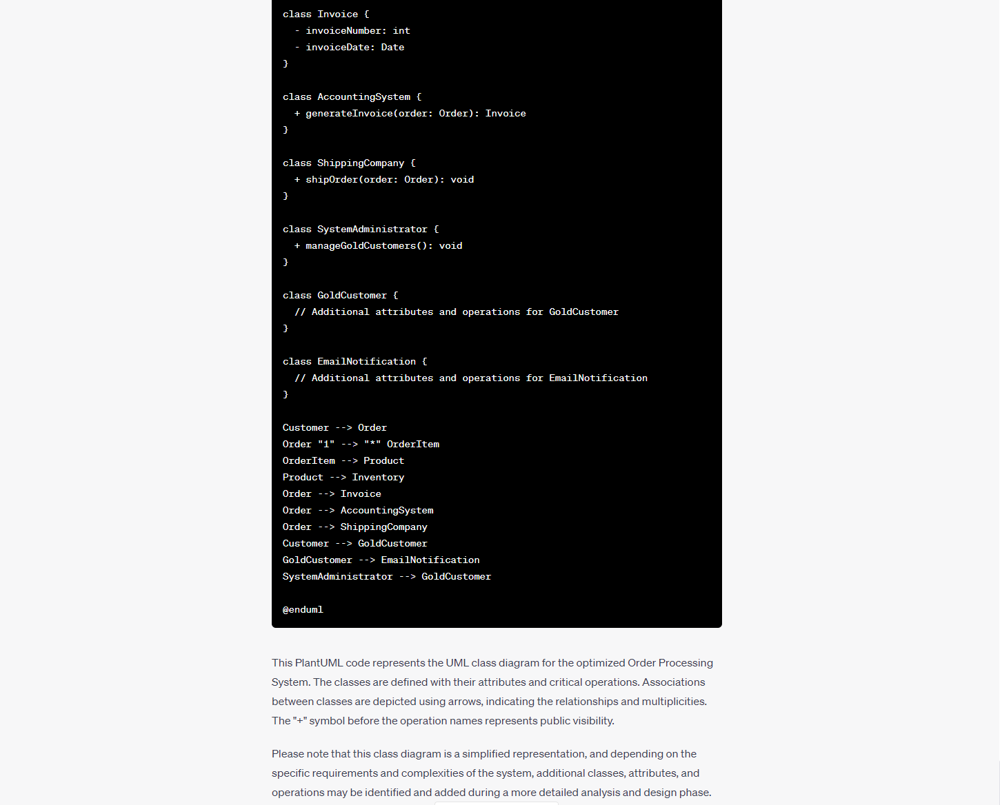 class Invoice {
  - invoiceNumber: int
  - invoiceDate: Date
}
class AccountingSystem {
  + generateInvoice(order: Order): Invoice
}
class ShippingCompany {
  + shipOrder(order: Order): void
}
class SystemAdministrator {
  + manageGoldCustomers(): void
}
class GoldCustomer {
  // Additional attributes and operations for GoldCustomer
}
class EmailNotification {
  // Additional attributes and operations for EmailNotification
}
Customer --> Order
Order "1" --> "*" OrderItem
OrderItem --> Product
Product --> Inventory
Order --> Invoice
Order --> AccountingSystem
Order --> ShippingCompany
Customer --> GoldCustomer
GoldCustomer --> EmailNotification
SystemAdministrator --> GoldCustomer
@enduml
This PlantUML code represents the UML class diagram for the optimized Order Processing
System. The classes are defined with their attributes and critical operations. Associations
between classes are depicted using arrows, indicating the relationships and multiplicities.
The "+" symbol before the operation names represents public visibility.
Please note that this class diagram is a simplified representation, and depending on the
specific requirements and complexities of the system, additional classes, attributes, and
operations may be identified and added during a more detailed analysis and design phase.